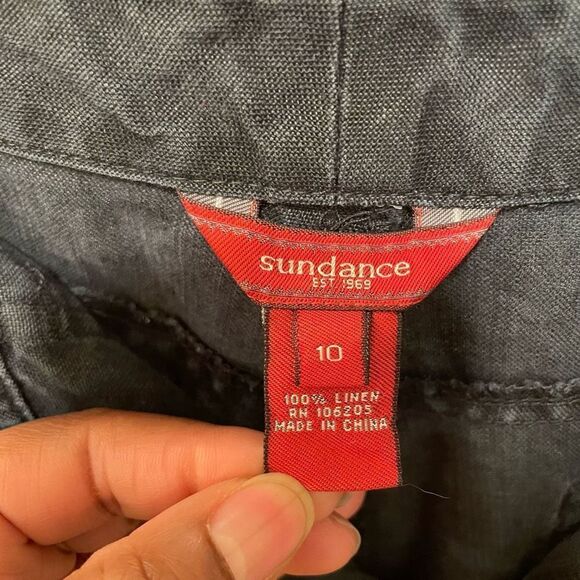 sundance
EST 1969
10
100% LINEN
RN 106205
MADE IN CHINA